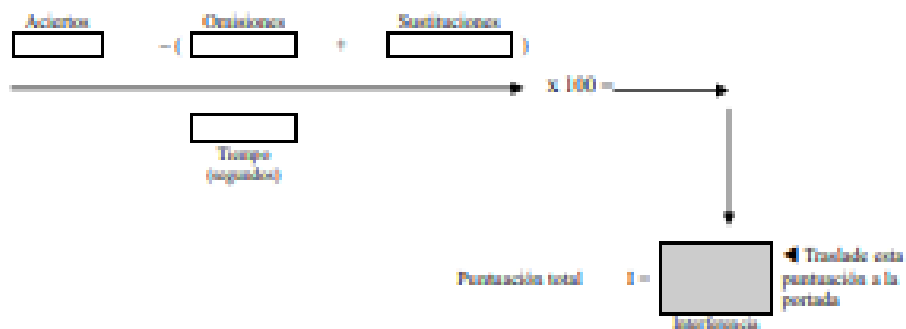 Aciertos Omisiones Sustituciones
– ( + )
x 100 =
Tiempo
(segundos)
Puntuación total I = ◄ Traslade esta
puntuación a la
portada
Interferencia